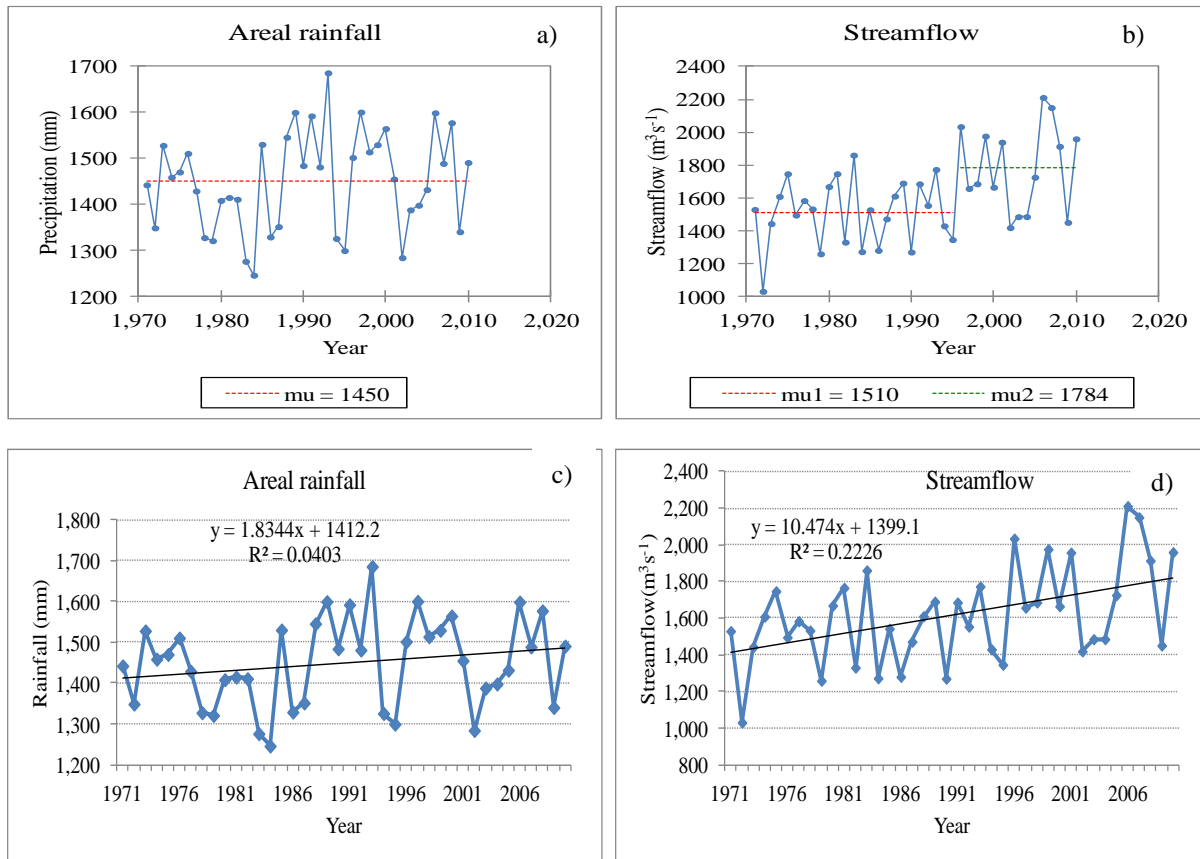 Areal rainfall
a)
Precipitation (mm)
1700
1600
1500
1400
1300
1200
1,970
1,980
1,990
2,000
2,010
2,020
Year
mu = 1450
Streamflow
b)
Streamflow (m³s⁻¹)
2400
2200
2000
1800
1600
1400
1200
1000
1,970
1,980
1,990
2,000
2,010
2,020
Year
mu1 = 1510
mu2 = 1784
Areal rainfall
c)
y = 1.8344x + 1412.2
R² = 0.0403
Rainfall (mm)
1,800
1,700
1,600
1,500
1,400
1,300
1,200
1971
1976
1981
1986
1991
1996
2001
2006
Year
Streamflow
d)
y = 10.474x + 1399.1
R² = 0.2226
Streamflow(m³s⁻¹)
2,400
2,200
2,000
1,800
1,600
1,400
1,200
1,000
800
1971
1976
1981
1986
1991
1996
2001
2006
Year